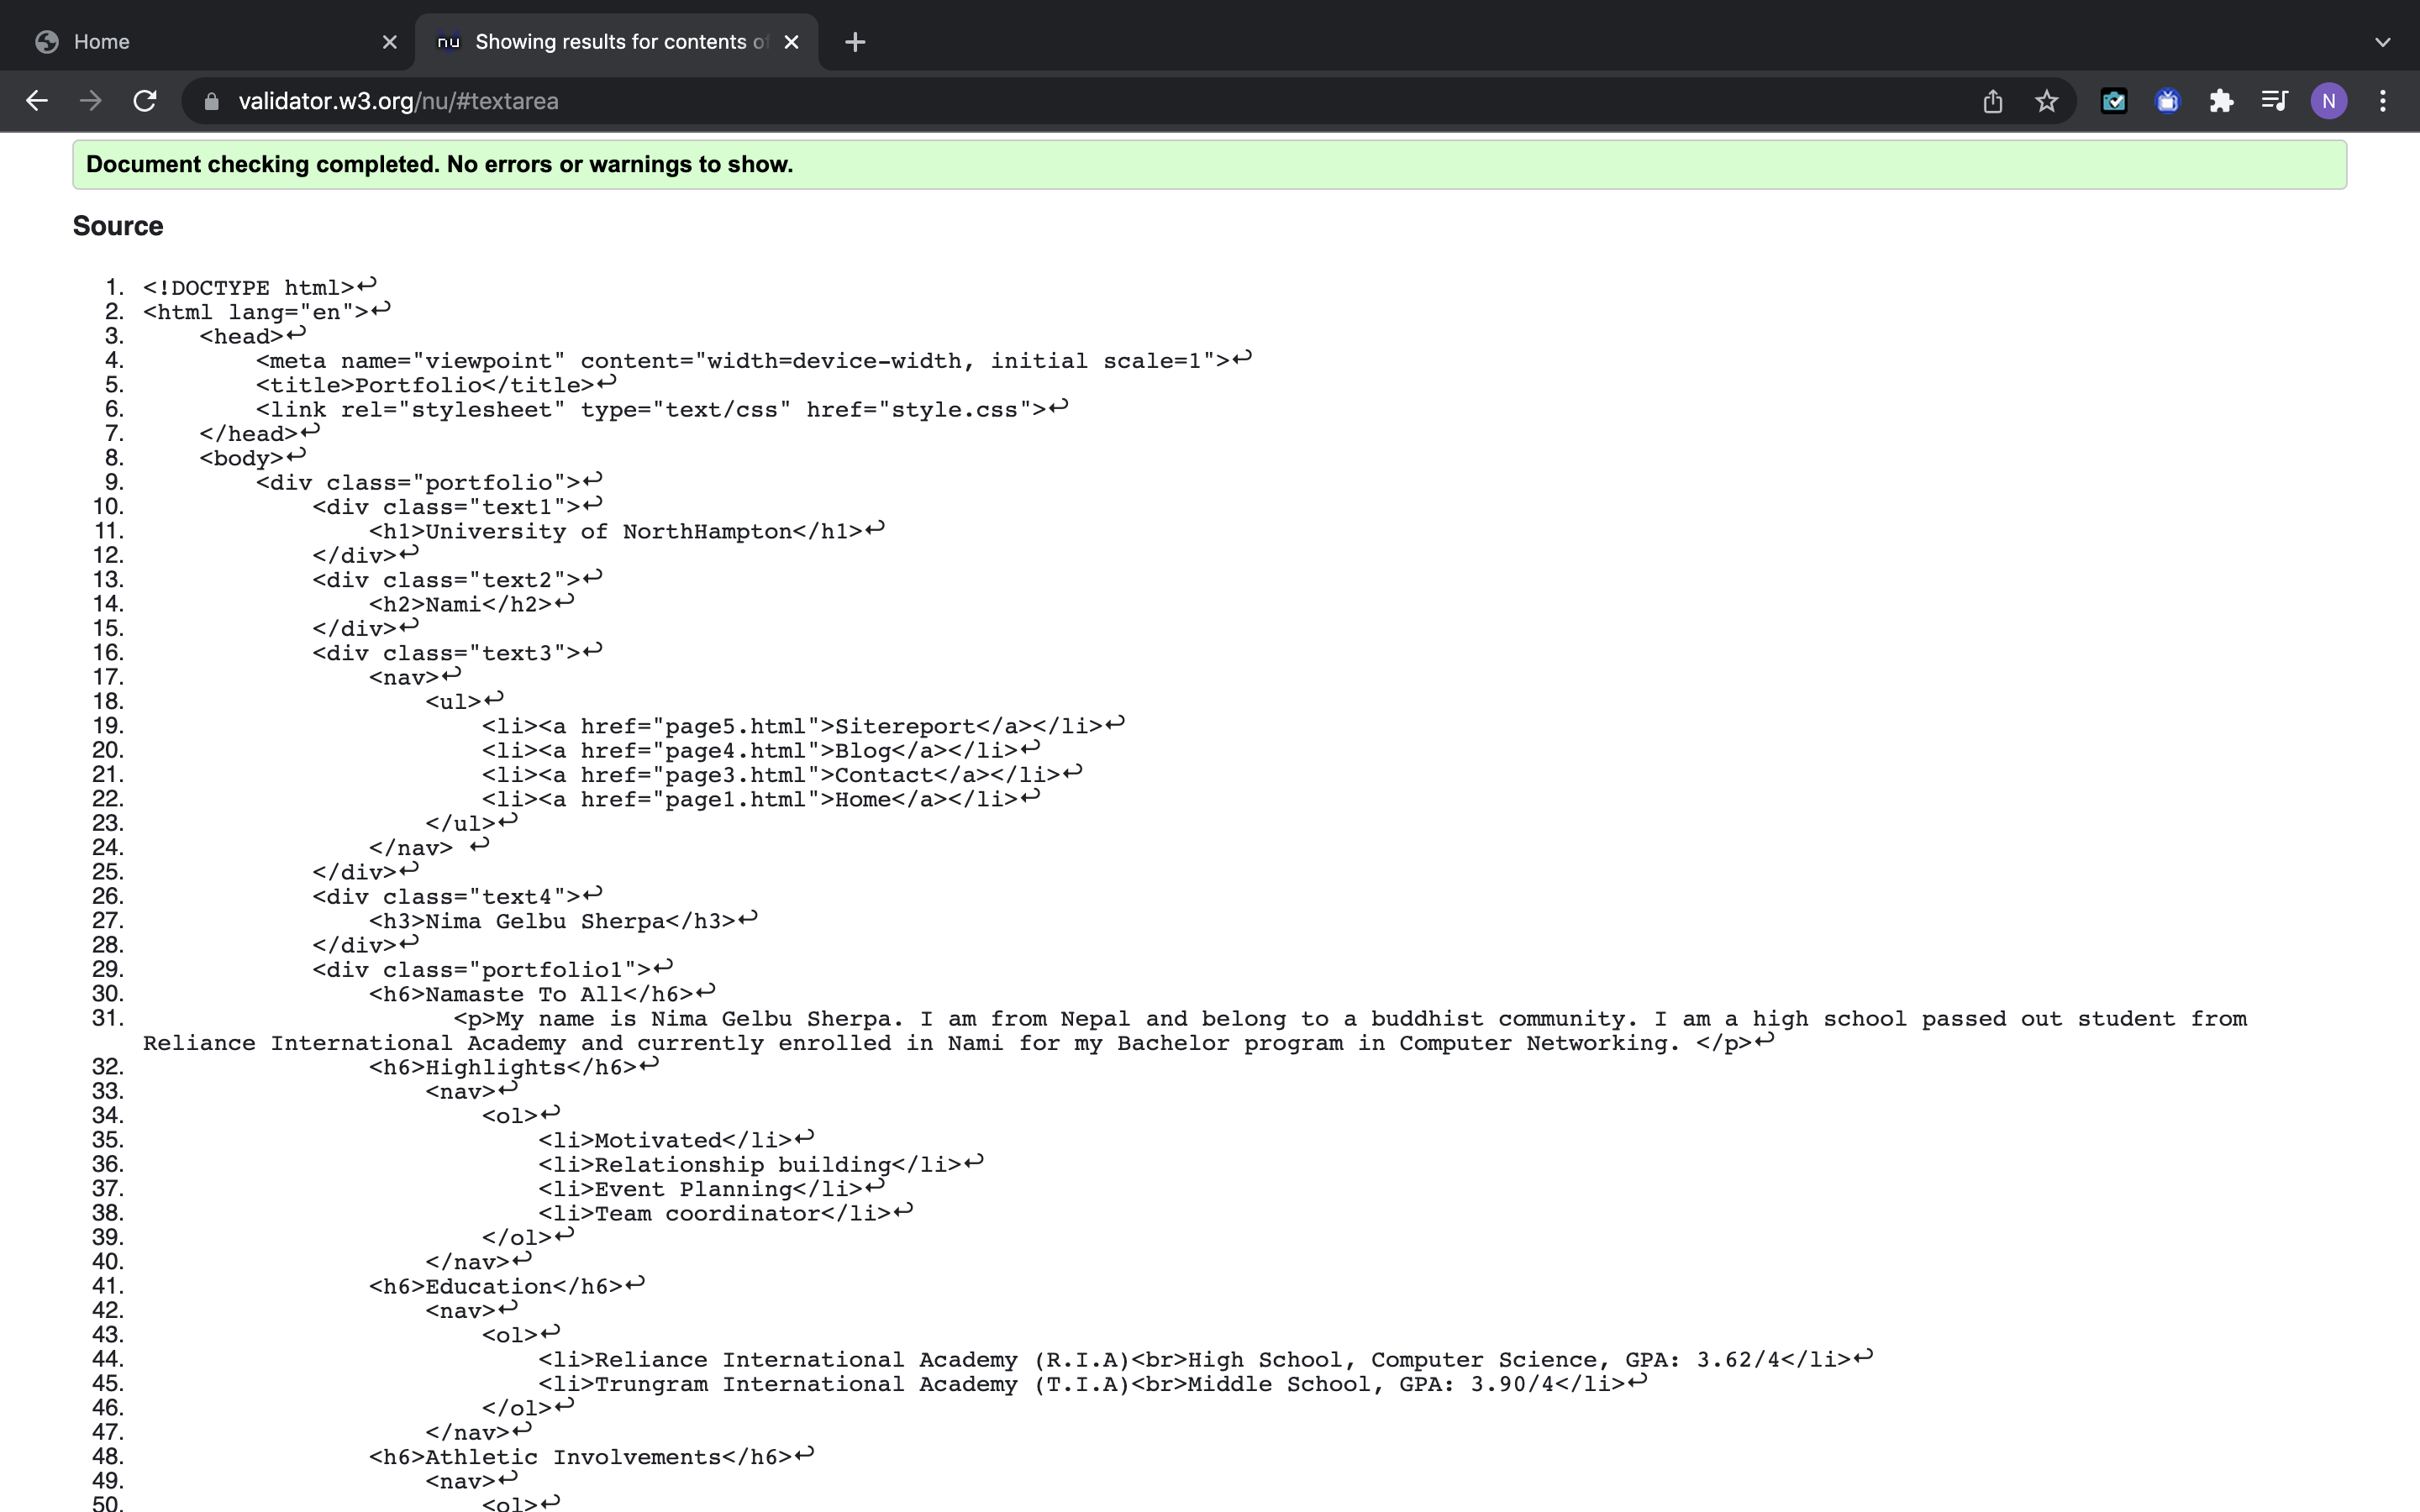 Home
nu Showing results for contents of
validator.w3.org/nu/#textarea
N
Document checking completed. No errors or warnings to show.
Source
1. <!DOCTYPE html>↩
2. <html lang="en">↩
3. <head>↩
4. <meta name="viewpoint" content="width=device-width, initial scale=1">↩
5. <title>Portfolio</title>↩
6. <link rel="stylesheet" type="text/css" href="style.css">↩
7. </head>↩
8. <body>↩
9. <div class="portfolio">↩
10. <div class="text1">↩
11. <h1>University of NorthHampton</h1>↩
12. </div>↩
13. <div class="text2">↩
14. <h2>Nami</h2>↩
15. </div>↩
16. <div class="text3">↩
17. <nav>↩
18. <ul>↩
19. <li><a href="page5.html">Sitereport</a></li>↩
20. <li><a href="page4.html">Blog</a></li>↩
21. <li><a href="page3.html">Contact</a></li>↩
22. <li><a href="page1.html">Home</a></li>↩
23. </ul>↩
24. </nav> ↩
25. </div>↩
26. <div class="text4">↩
27. <h3>Nima Gelbu Sherpa</h3>↩
28. </div>↩
29. <div class="portfolio1">↩
30. <h6>Namaste To All</h6>↩
31. <p>My name is Nima Gelbu Sherpa. I am from Nepal and belong to a buddhist community. I am a high school passed out student from
Reliance International Academy and currently enrolled in Nami for my Bachelor program in Computer Networking. </p>↩
32. <h6>Highlights</h6>↩
33. <nav>↩
34. <ol>↩
35. <li>Motivated</li>↩
36. <li>Relationship building</li>↩
37. <li>Event Planning</li>↩
38. <li>Team coordinator</li>↩
39. </ol>↩
40. </nav>↩
41. <h6>Education</h6>↩
42. <nav>↩
43. <ol>↩
44. <li>Reliance International Academy (R.I.A)<br>High School, Computer Science, GPA: 3.62/4</li>↩
45. <li>Trungram International Academy (T.I.A)<br>Middle School, GPA: 3.90/4</li>↩
46. </ol>↩
47. </nav>↩
48. <h6>Athletic Involvements</h6>↩
49. <nav>↩
50. <ol>↩